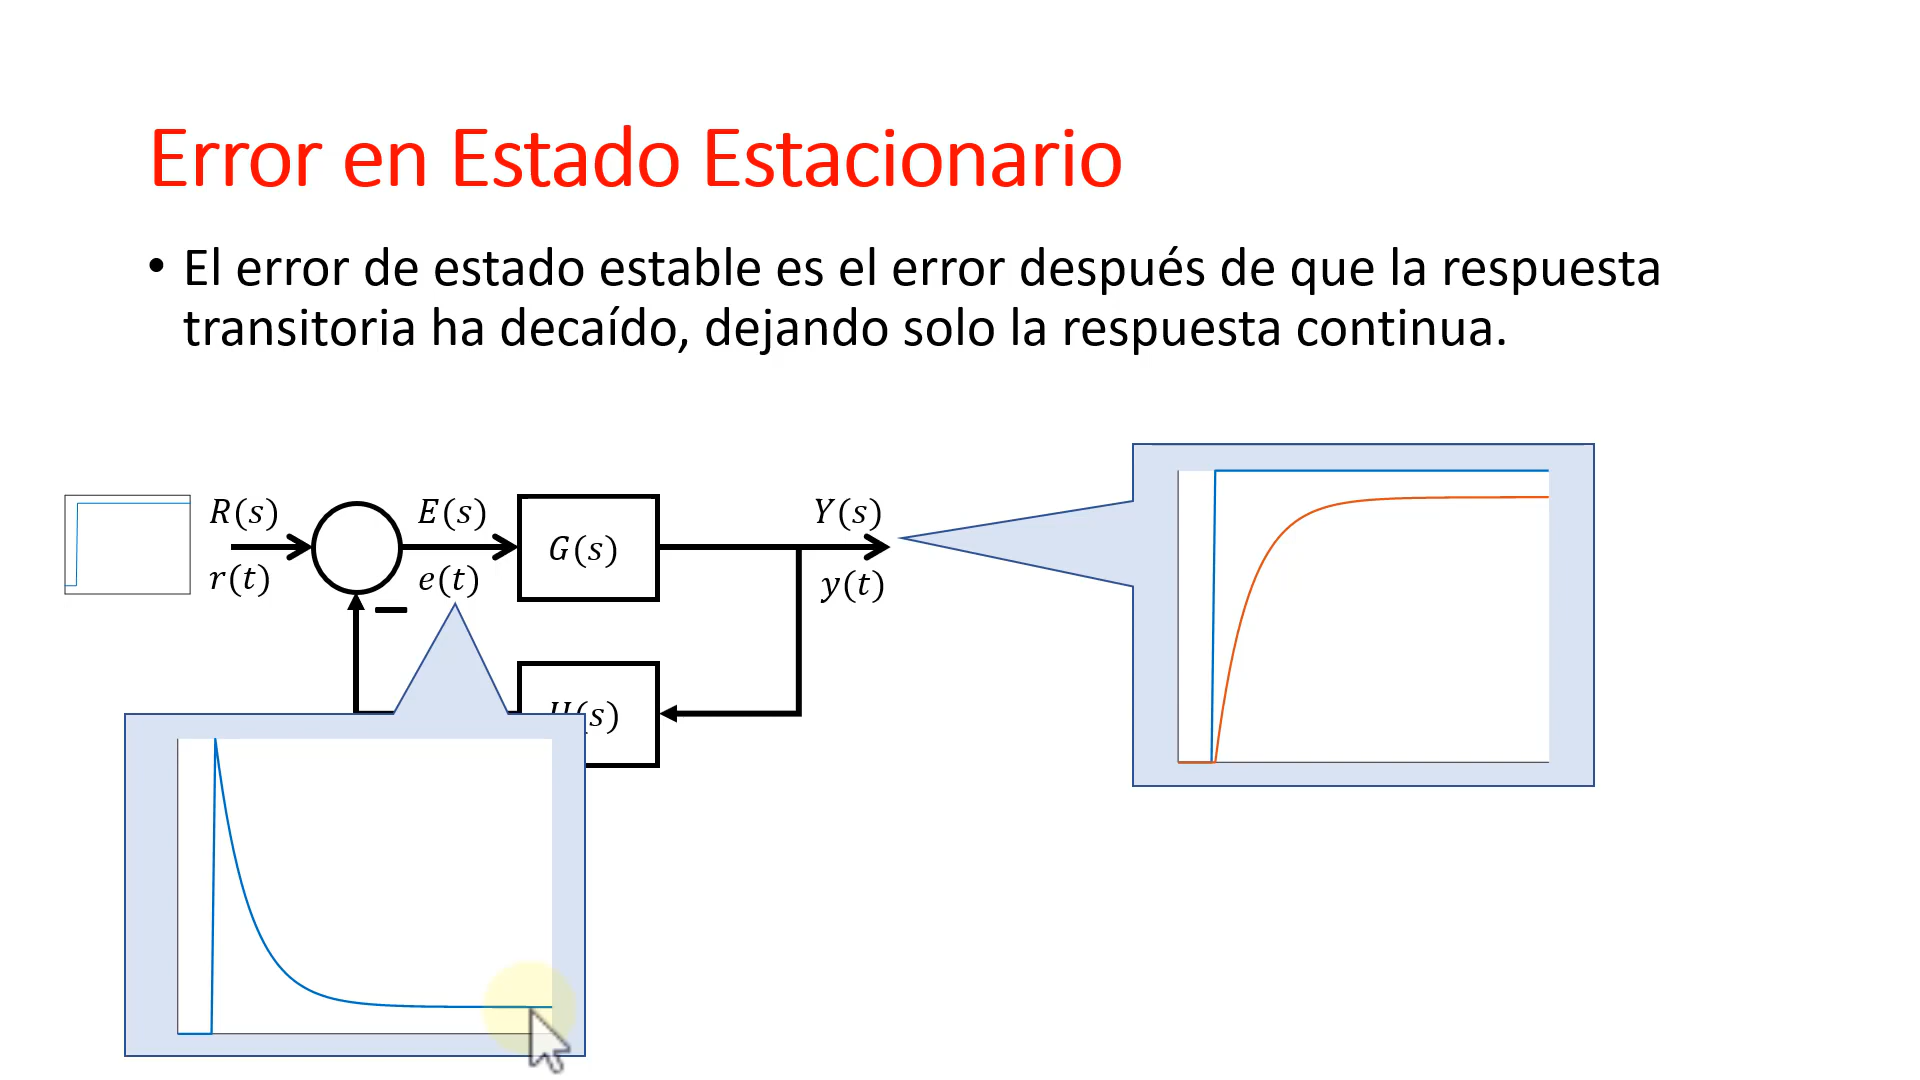 Error en Estado Estacionario
• El error de estado estable es el error después de que la respuesta
transitoria ha decaído, dejando solo la respuesta continua.
R(s)
r(t)
E(s)
e(t)
G(s)
Y(s)
y(t)
H(s)